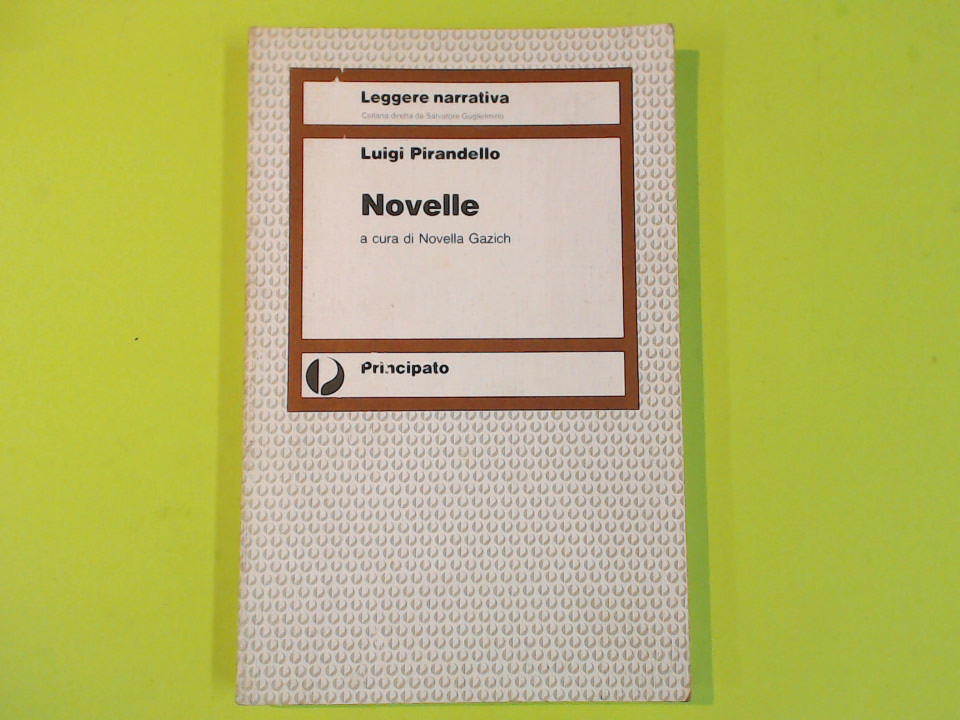 Leggere narrativa
Collana diretta da Salvatore Guglielmino
Luigi Pirandello
Novelle
a cura di Novella Gazich
Principato